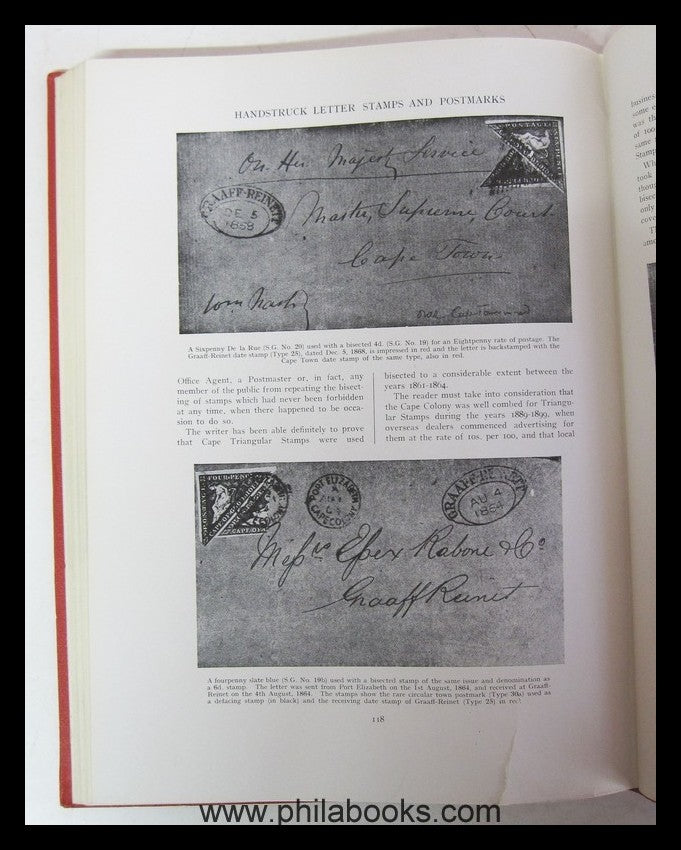 HANDSTRUCK LETTER STAMPS AND POSTMARKS
On Her Majesty Service
POSTAGE
GRAAFF-REINET
DE 5
1868
Master, Supreme Court
Cape Town
A Sixpenny De la Rue (S.G. No. 20) used with a bisected 4d. (S.G. No. 19) for an Eightpenny rate of postage. The
Graaff-Reinet date stamp (Type 25), dated Dec. 5, 1868, is impressed in red and the letter is backstamped with the
Cape Town date stamp of the same type, also in red.
Office Agent, a Postmaster or, in fact, any
member of the public from repeating the bisect-
ing of stamps which had never been forbidden
at any time, when there happened to be occa-
sion to do so.
The writer has been able definitely to prove
that Cape Triangular Stamps were used
bisected to a considerable extent between the
years 1861-1864.
The reader must take into consideration that
the Cape Colony was well combed for Triangu-
lar Stamps during the years 1889-1899, when
overseas dealers commenced advertising for
them at the rate of 10s. per 100, and that local
FOUR PENCE
POSTAGE
PORT ELIZABETH
CAPE COLONY
GRAAFF-REINET
AU 4
1864
Messrs Essex Rabone & Co
Graaff Reinet
A fourpenny slate blue (S.G. No. 19b) used with a bisected stamp of the same issue and denomination as
a 6d. stamp. The letter was sent from Port Elizabeth on the 1st August, 1864, and received at Graaff-
Reinet on the 4th August, 1864. The stamps show the rare circular town postmark (Type 30a) used as
a defacing stamp (in black) and the receiving date stamp of Graaff-Reinet (Type 25) in red.
118
www.philabooks.com